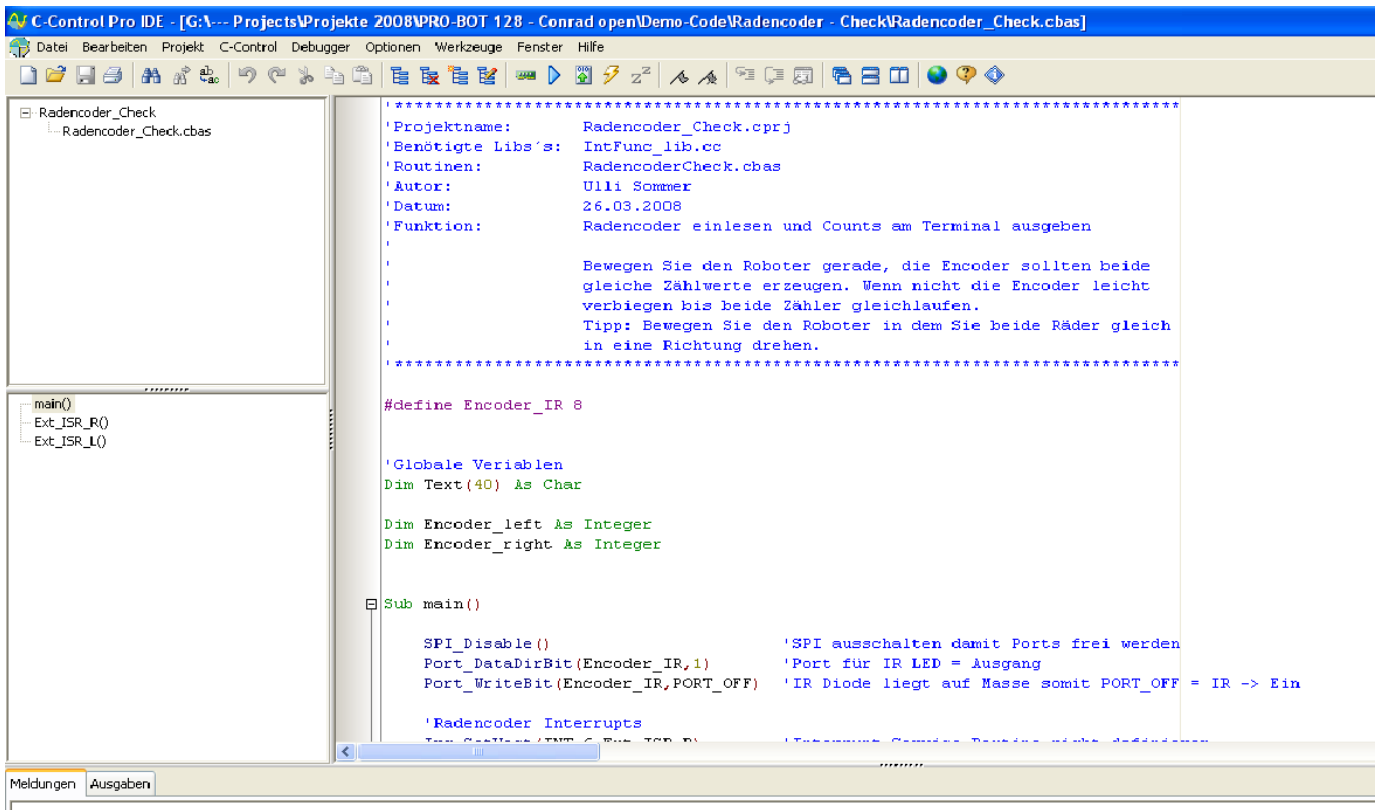 C-Control Pro IDE - [G:\--- Projects\Projekte 2008\PRO-BOT 128 - Conrad open\Demo-Code\Radencoder - Check\Radencoder_Check.cbas]
Datei Bearbeiten Projekt C-Control Debugger Optionen Werkzeuge Fenster Hilfe
Radencoder_Check
Radencoder_Check.cbas
main()
Ext_ISR_R()
Ext_ISR_L()
'******************************************************************************
'Projektname: Radencoder_Check.cprj
'Benötigte Libs´s: IntFunc_lib.cc
'Routinen: RadencoderCheck.cbas
'Autor: Ulli Sommer
'Datum: 26.03.2008
'Funktion: Radencoder einlesen und Counts am Terminal ausgeben
'
' Bewegen Sie den Roboter gerade, die Encoder sollten beide
' gleiche Zählwerte erzeugen. Wenn nicht die Encoder leicht
' verbiegen bis beide Zähler gleichlaufen.
' Tipp: Bewegen Sie den Roboter in dem Sie beide Räder gleich
' in eine Richtung drehen.
'******************************************************************************
#define Encoder_IR 8
'Globale Veriablen
Dim Text(40) As Char
Dim Encoder_left As Integer
Dim Encoder_right As Integer
Sub main()
SPI_Disable() 'SPI ausschalten damit Ports frei werden
Port_DataDirBit(Encoder_IR,1) 'Port für IR LED = Ausgang
Port_WriteBit(Encoder_IR,PORT_OFF) 'IR Diode liegt auf Masse somit PORT_OFF = IR -> Ein
'Radencoder Interrupts
Meldungen Ausgaben